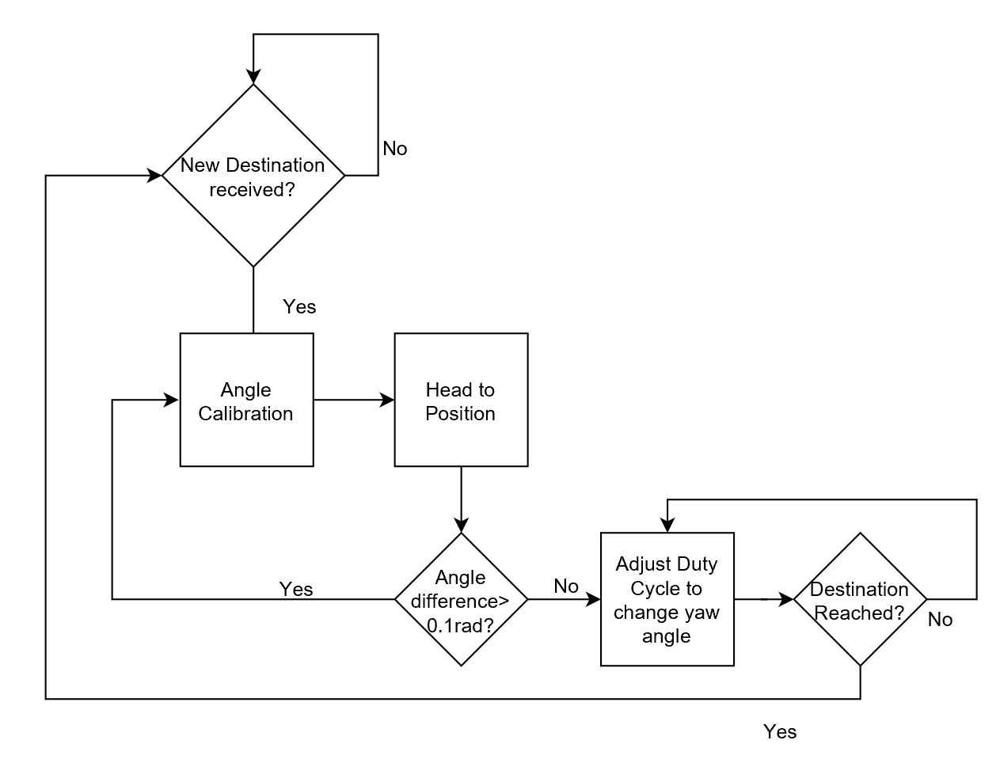 No
New Destination
received?
Yes
Angle
Calibration
Head to
Position
Yes
Angle
difference>
0.1rad?
No
Adjust Duty
Cycle to
change yaw
angle
Destination
Reached?
No
Yes